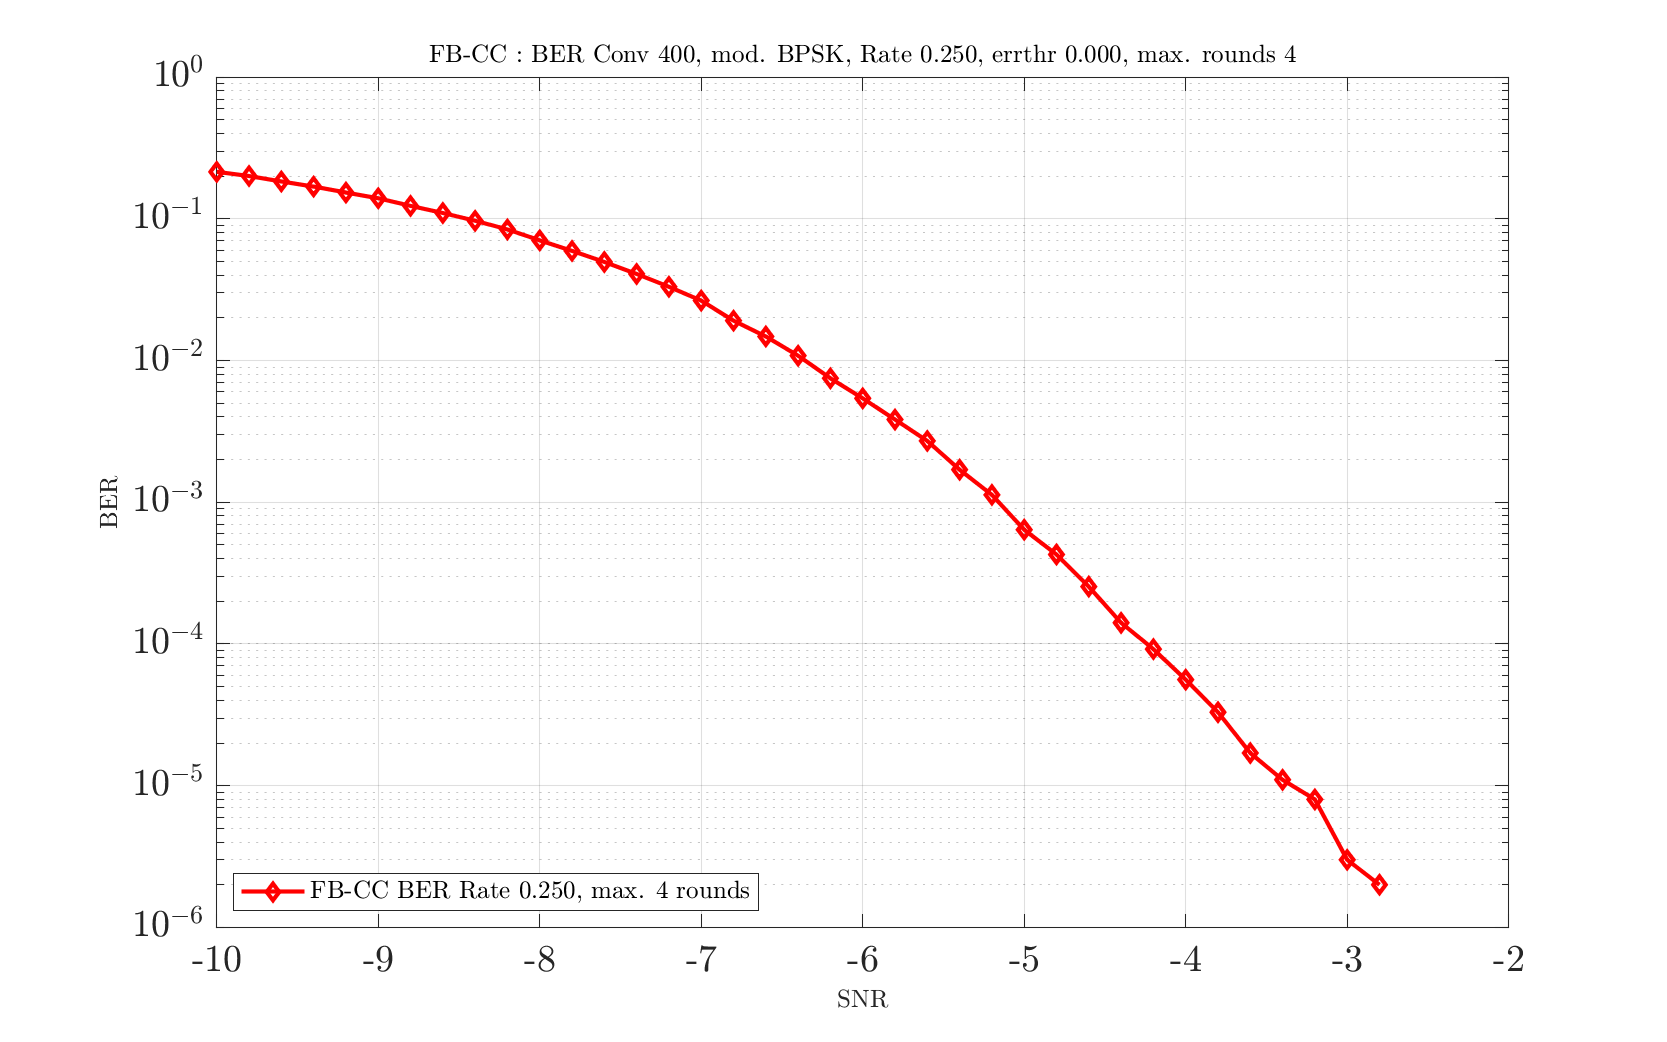 FB-CC : BER Conv 400, mod. BPSK, Rate 0.250, errthr 0.000, max. rounds 4
10^0
10^-1
10^-2
10^-3
10^-4
10^-5
10^-6
BER
FB-CC BER Rate 0.250, max. 4 rounds
-10 -9 -8 -7 -6 -5 -4 -3 -2
SNR